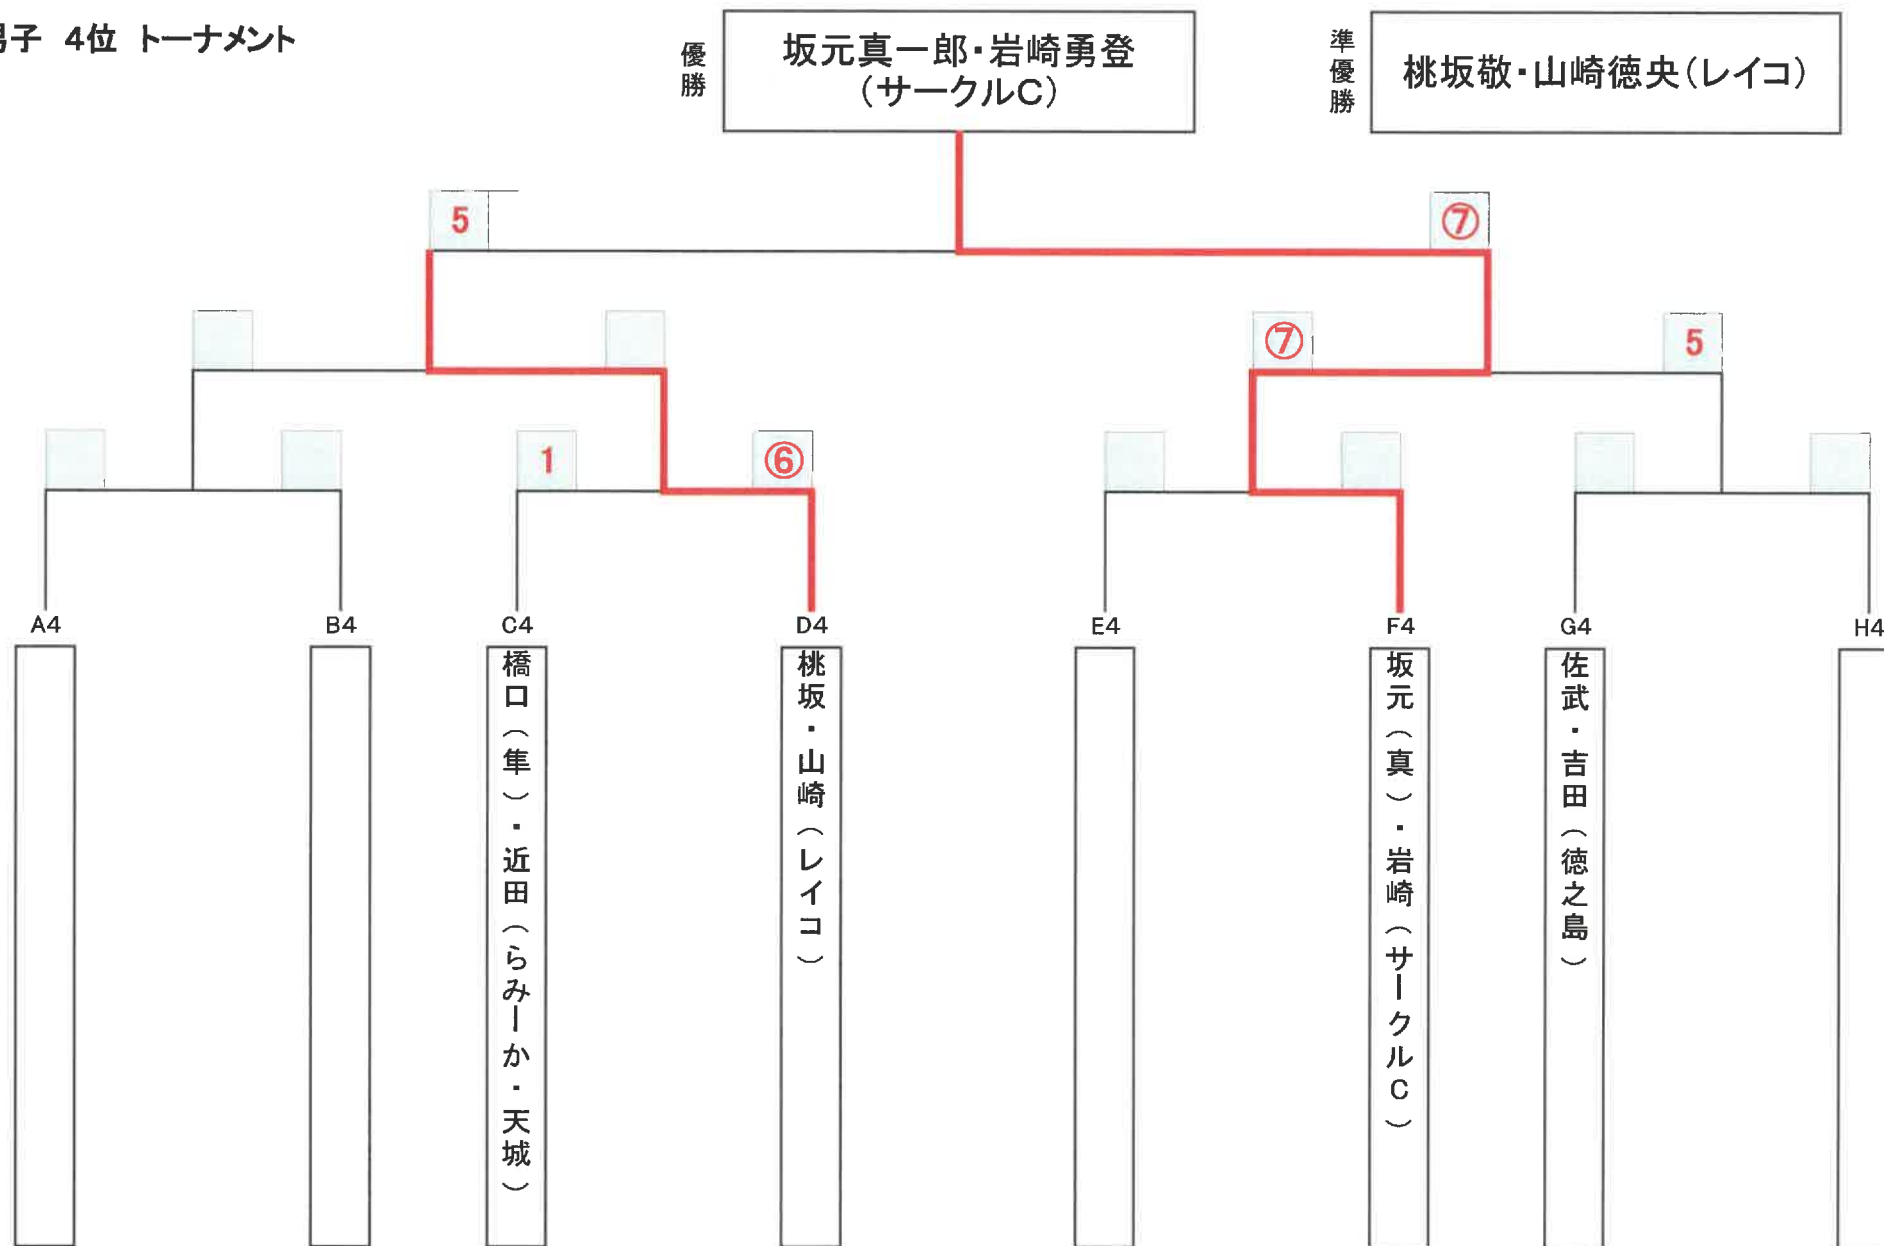 男子 4位 トーナメント
優勝
坂元真一郎・岩崎勇登
(サークルC)
準優勝
桃坂敬・山崎徳央(レイコ)
5
⑦
⑦
5
1
⑥
A4
B4
C4
D4
E4
F4
G4
H4
橋口(隼)・近田(らみーか・天城)
桃坂・山崎(レイコ)
坂元(真)・岩崎(サークルC)
佐武・吉田(徳之島)